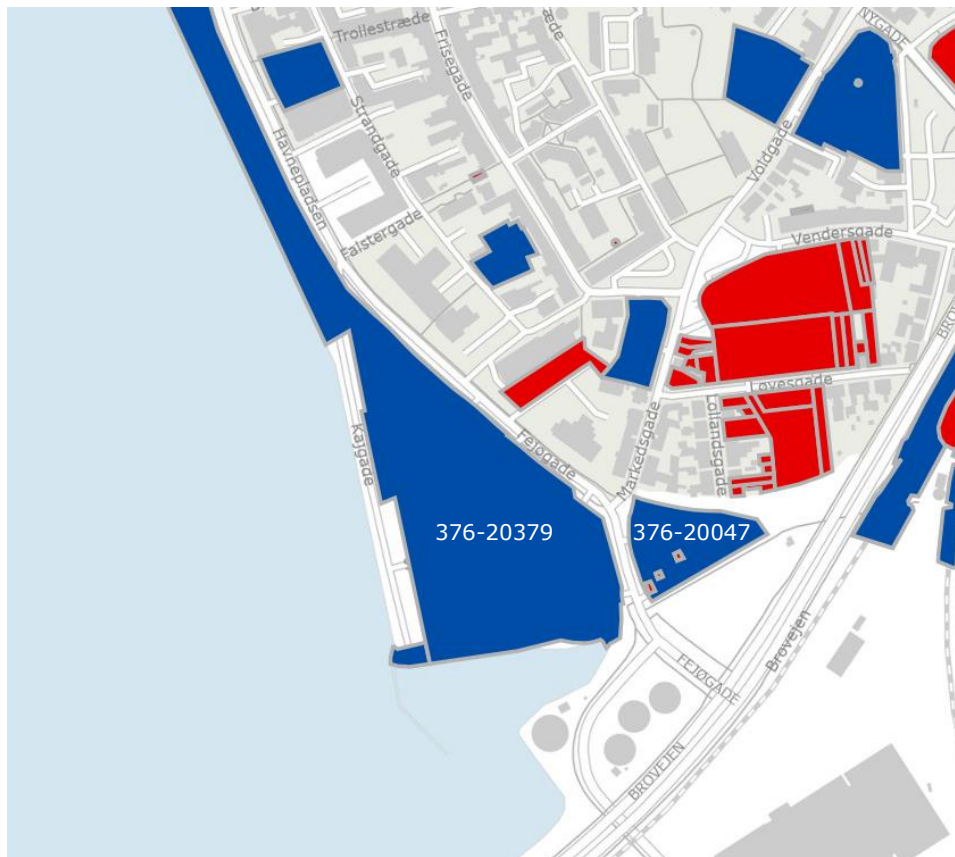 Trollestræde
NYGADE
Frisegade
Strandgade
Havnepladsen
Voldgade
Falstergade
Vendersgade
Løvesgade
Lollandsgade
Markedsgade
Fejøgade
Kajgade
376-20379
376-20047
Brovejen
FEJØGADE
BROVEJEN